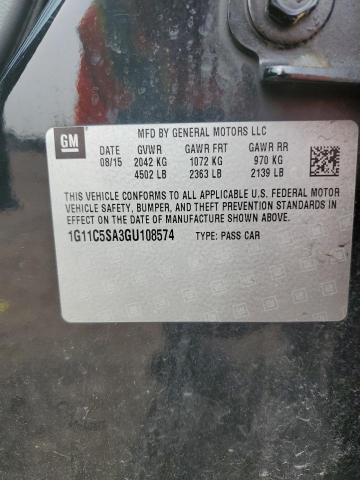 GM
MFD BY GENERAL MOTORS LLC
DATE GVWR GAWR FRT GAWR RR
08/15 2042 KG 1072 KG 970 KG
4502 LB 2363 LB 2139 LB
THIS VEHICLE CONFORMS TO ALL APPLICABLE U.S. FEDERAL MOTOR
VEHICLE SAFETY, BUMPER, AND THEFT PREVENTION STANDARDS IN
EFFECT ON THE DATE OF MANUFACTURE SHOWN ABOVE.
1G11C5SA3GU108574 TYPE: PASS CAR